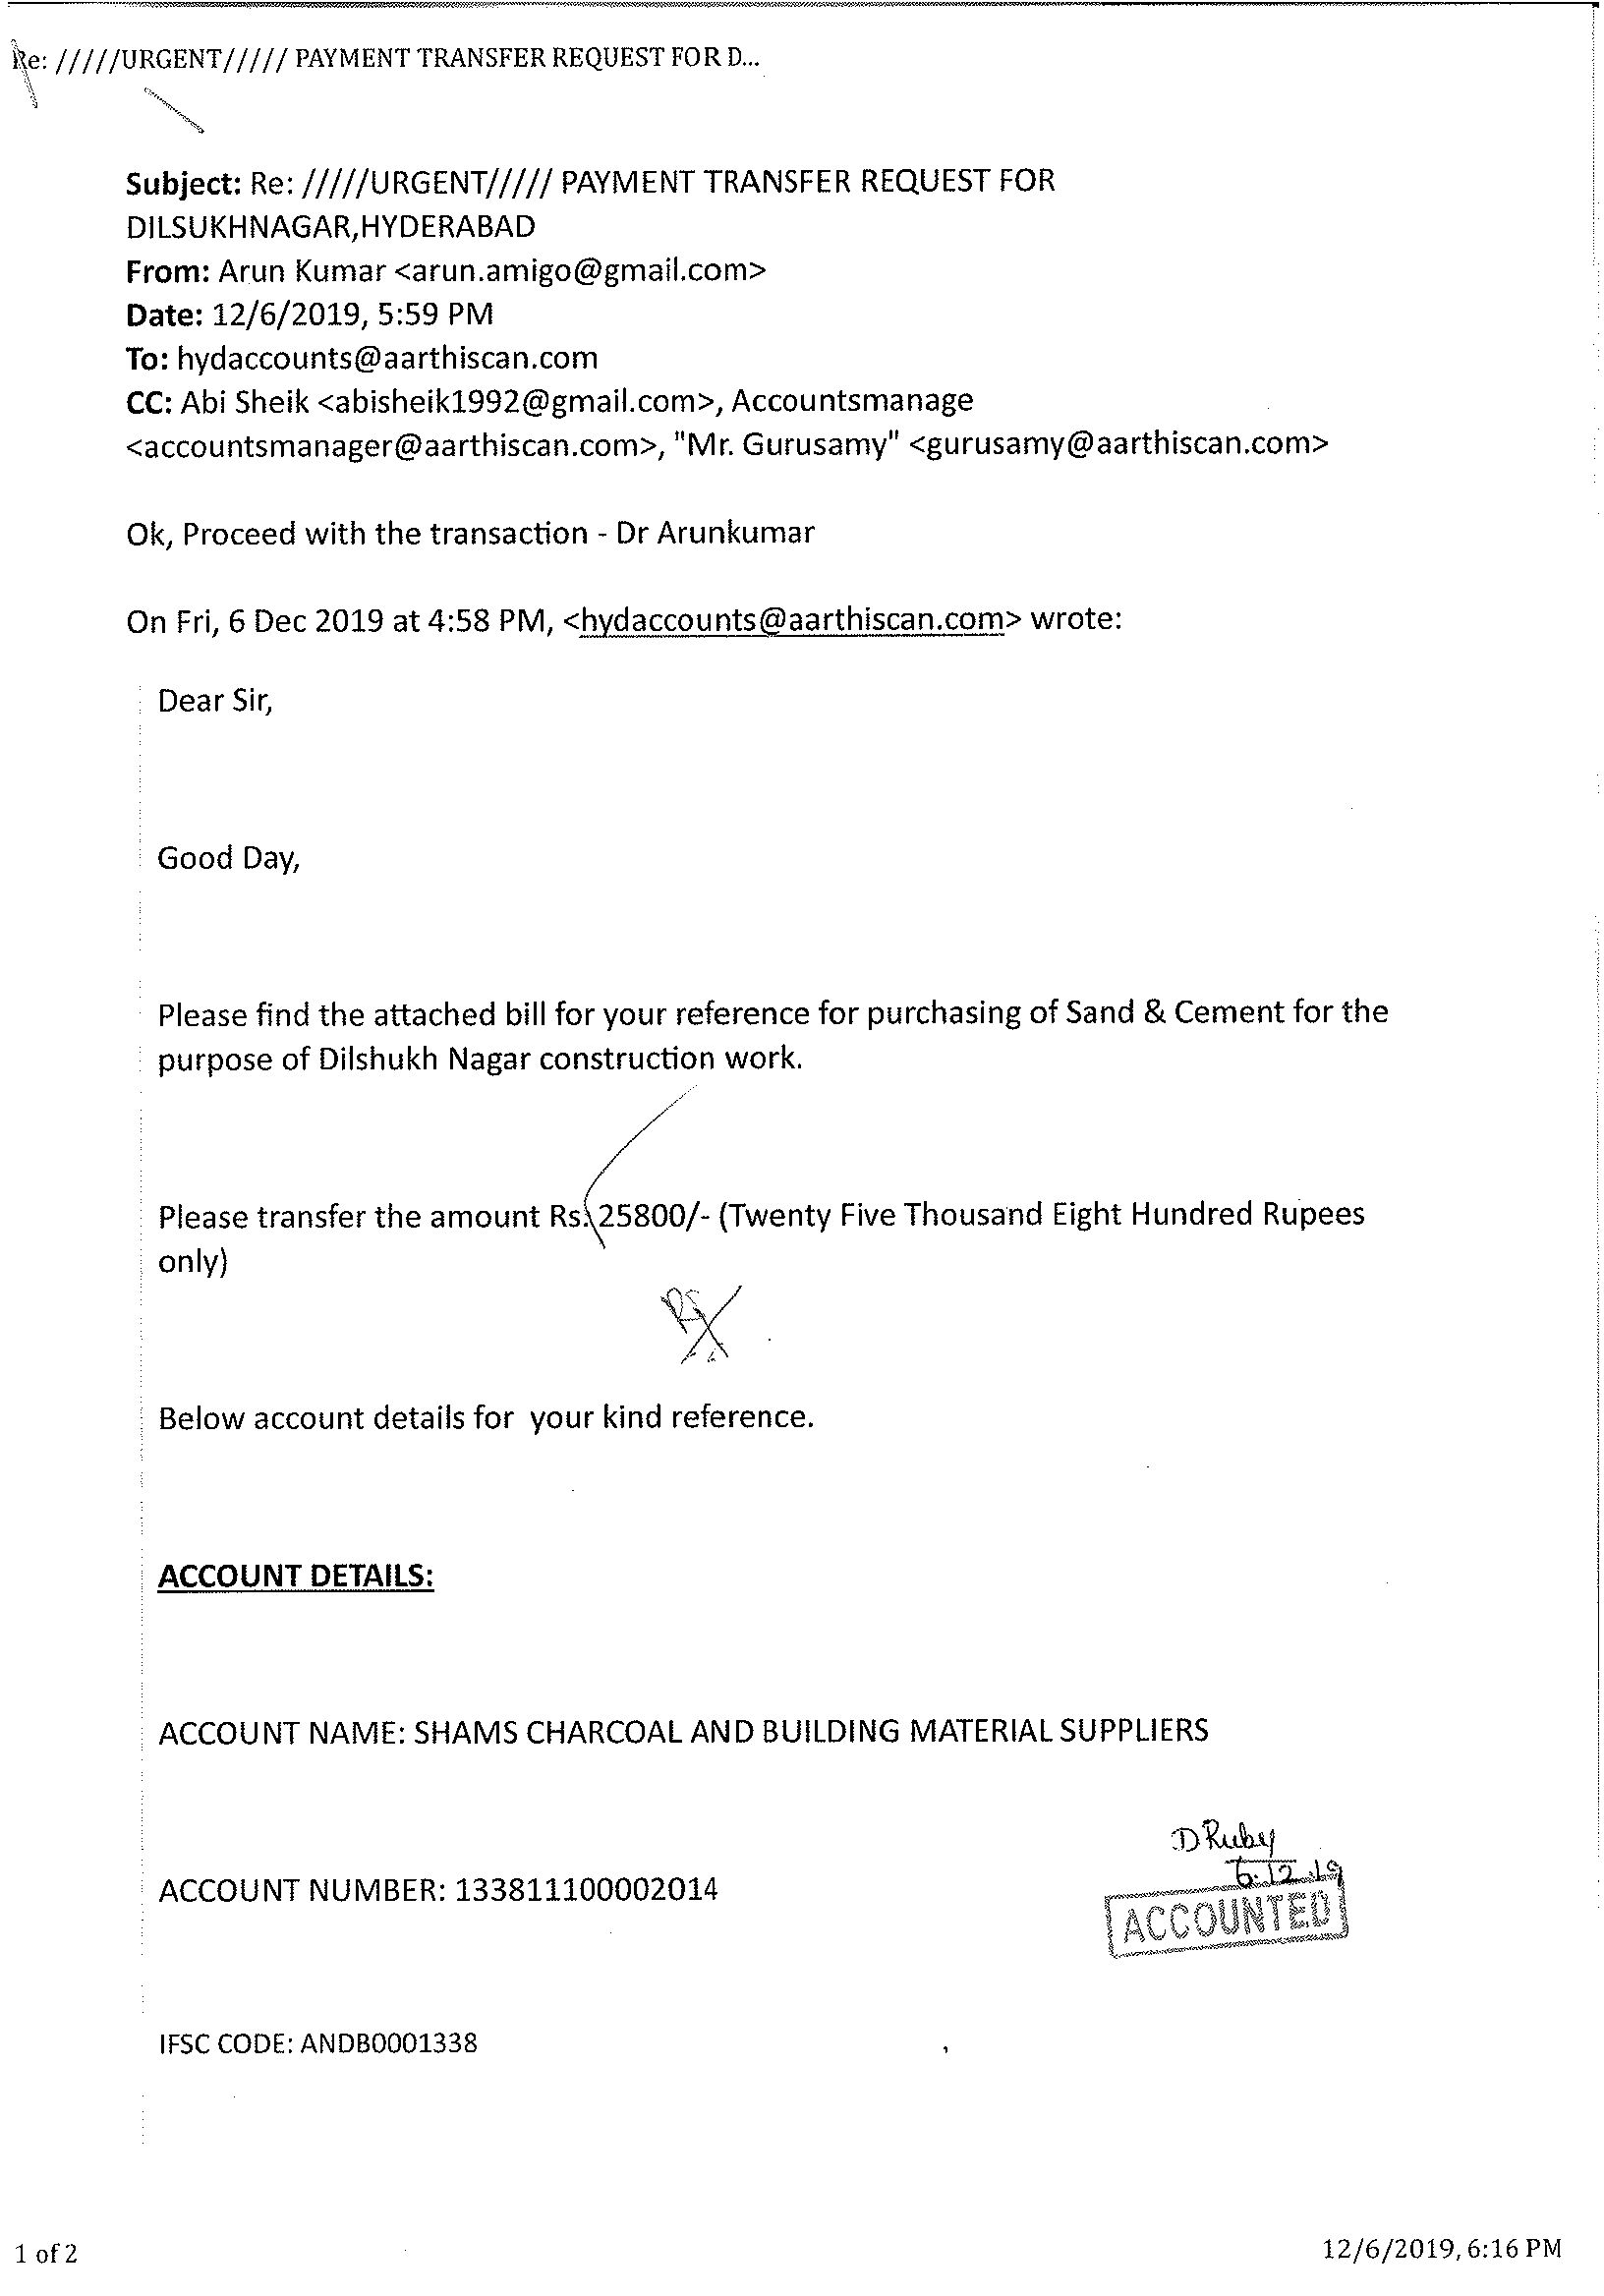 Re: /////URGENT///// PAYMENT TRANSFER REQUEST FOR D...
Subject: Re: /////URGENT///// PAYMENT TRANSFER REQUEST FOR
DILSUKHNAGAR,HYDERABAD
From: Arun Kumar <arun.amigo@gmail.com>
Date: 12/6/2019, 5:59 PM
To: hydaccounts@aarthiscan.com
CC: Abi Sheik <abisheik1992@gmail.com>, Accountsmanage
<accountsmanager@aarthiscan.com>, "Mr. Gurusamy" <gurusamy@aarthiscan.com>
Ok, Proceed with the transaction - Dr Arunkumar
On Fri, 6 Dec 2019 at 4:58 PM, <hydaccounts@aarthiscan.com> wrote:
Dear Sir,
Good Day,
Please find the attached bill for your reference for purchasing of Sand & Cement for the
purpose of Dilshukh Nagar construction work.
Please transfer the amount Rs. 25800/- (Twenty Five Thousand Eight Hundred Rupees
only)
Below account details for  your kind reference.
ACCOUNT DETAILS:
ACCOUNT NAME: SHAMS CHARCOAL AND BUILDING MATERIAL SUPPLIERS
D Ruby
6.12.19
ACCOUNT NUMBER: 133811100002014
ACCOUNTED
IFSC CODE: ANDB0001338
1 of 2
12/6/2019, 6:16 PM